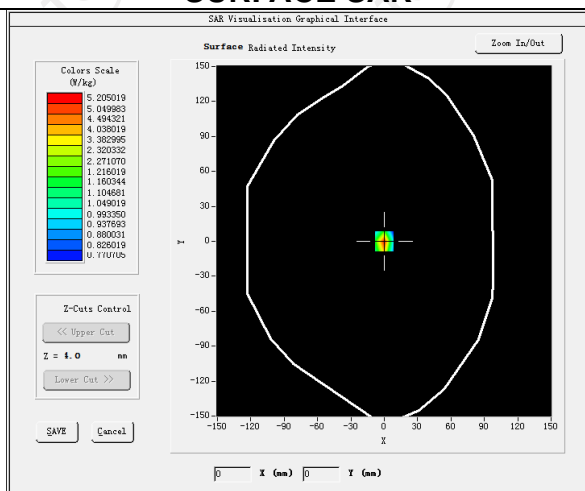 SURFACE SAR
SAR Visualisation Graphical Interface
Surface Radiated Intensity
Zoom In/Out
Colors Scale
(W/kg)
5.205019
5.049983
4.494321
4.038019
3.382995
2.320332
2.271070
1.216019
1.160344
1.104681
1.049019
0.993350
0.937693
0.880031
0.826019
0.770705
150
120
90
60
30
0
-30
-60
-90
-120
-150
Y
-150 -120 -90 -60 -30 0 30 60 90 120 150
X
Z-Cuts Control
<< Upper Cut
Z = 4.0 mm
Lower Cut >>
SAVE Cancel
0 X (mm) 0 Y (mm)